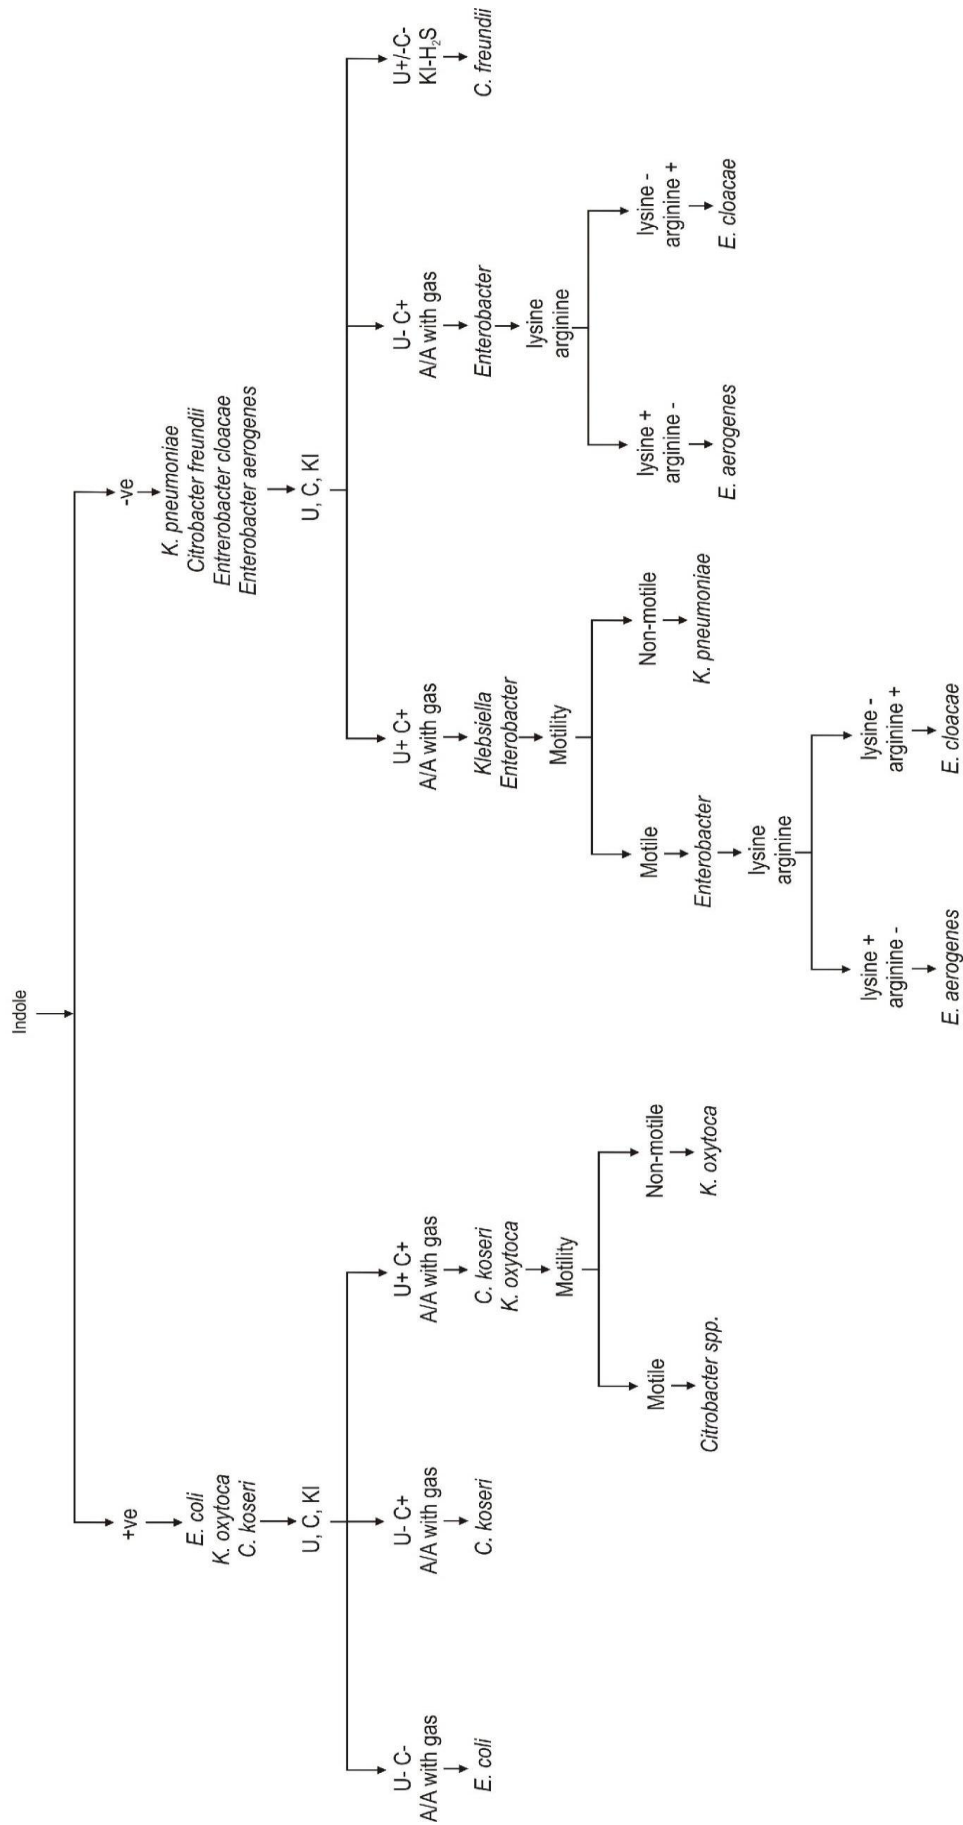 Indole
+ve
E. coli
K. oxytoca
C. koseri
U, C, KI
U- C-
A/A with gas
E. coli
U- C+
A/A with gas
C. koseri
U+ C+
A/A with gas
C. koseri
K. oxytoca
Motility
Motile
Citrobacter spp.
Non-motile
K. oxytoca
-ve
K. pneumoniae
Citrobacter freundii
Entrerobacter cloacae
Enterobacter aerogenes
U, C, KI
U+ C+
A/A with gas
Klebsiella
Enterobacter
Motility
Motile
Enterobacter
lysine
arginine
lysine +
arginine -
E. aerogenes
lysine -
arginine +
E. cloacae
Non-motile
K. pneumoniae
U- C+
A/A with gas
Enterobacter
lysine
arginine
lysine +
arginine -
E. aerogenes
lysine -
arginine +
E. cloacae
U+/-C-
KI-H₂S
C. freundii